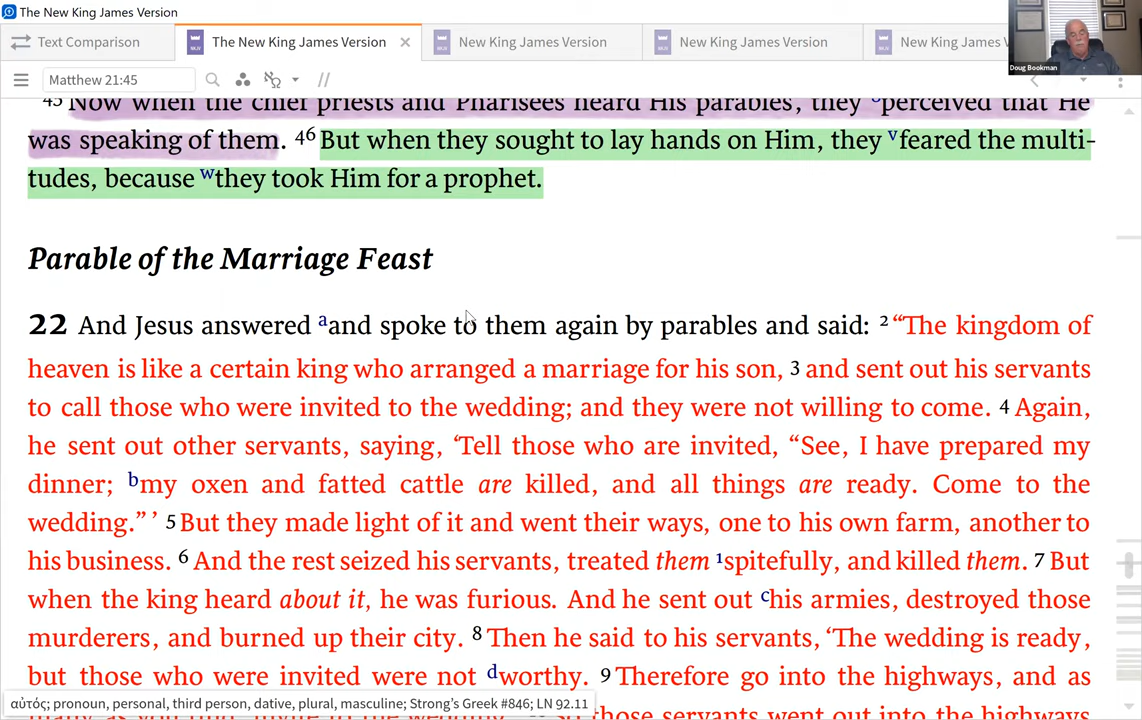 The New King James Version
Text Comparison
The New King James Version
New King James Version
New King James Version
New King James V
Doug Bookman
Matthew 21:45
45 Now when the chief priests and Pharisees heard His parables, they perceived that He
was speaking of them. 46 But when they sought to lay hands on Him, they vfeared the multi-
tudes, because wthey took Him for a prophet.
Parable of the Marriage Feast
22 And Jesus answered aand spoke to them again by parables and said: 2 “The kingdom of
heaven is like a certain king who arranged a marriage for his son, 3 and sent out his servants
to call those who were invited to the wedding; and they were not willing to come. 4 Again,
he sent out other servants, saying, ‘Tell those who are invited, “See, I have prepared my
dinner; bmy oxen and fatted cattle are killed, and all things are ready. Come to the
wedding.” ’ 5 But they made light of it and went their ways, one to his own farm, another to
his business. 6 And the rest seized his servants, treated them 1spitefully, and killed them. 7 But
when the king heard about it, he was furious. And he sent out chis armies, destroyed those
murderers, and burned up their city. 8 Then he said to his servants, ‘The wedding is ready,
but those who were invited were not dworthy. 9 Therefore go into the highways, and as
αὐτός; pronoun, personal, third person, dative, plural, masculine; Strong’s Greek #846; LN 92.11
those servants went out into the highways